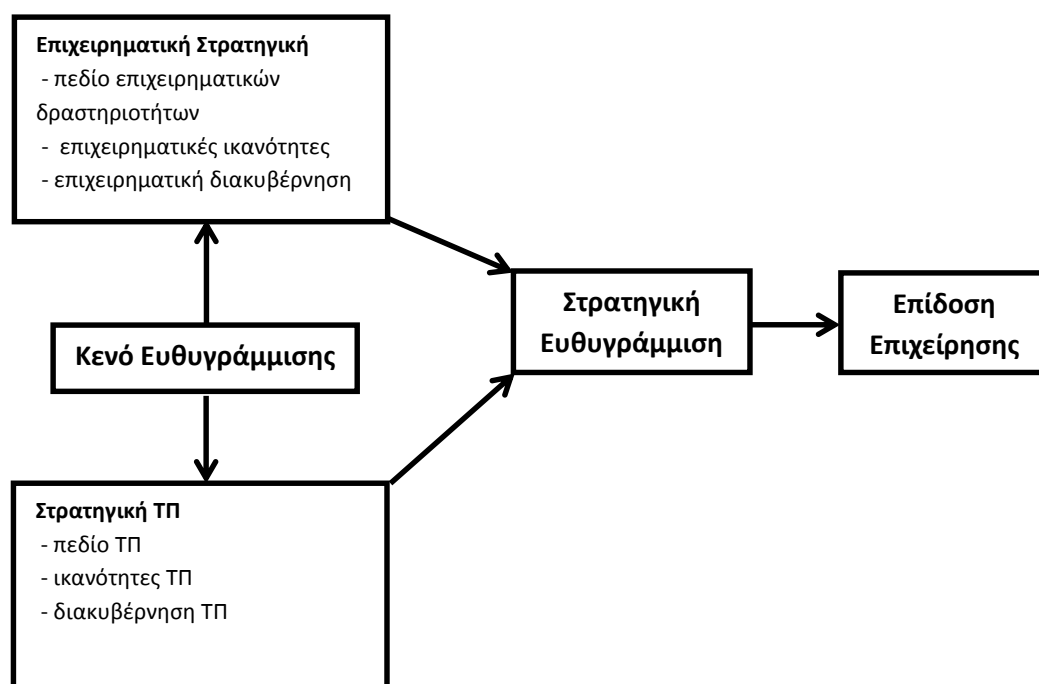 Επιχειρηματική Στρατηγική
- πεδίο επιχειρηματικών
δραστηριοτήτων
- επιχειρηματικές ικανότητες
- επιχειρηματική διακυβέρνηση
Κενό Ευθυγράμμισης
Στρατηγική
Ευθυγράμμιση
Επίδοση
Επιχείρησης
Στρατηγική ΤΠ
- πεδίο ΤΠ
- ικανότητες ΤΠ
- διακυβέρνηση ΤΠ